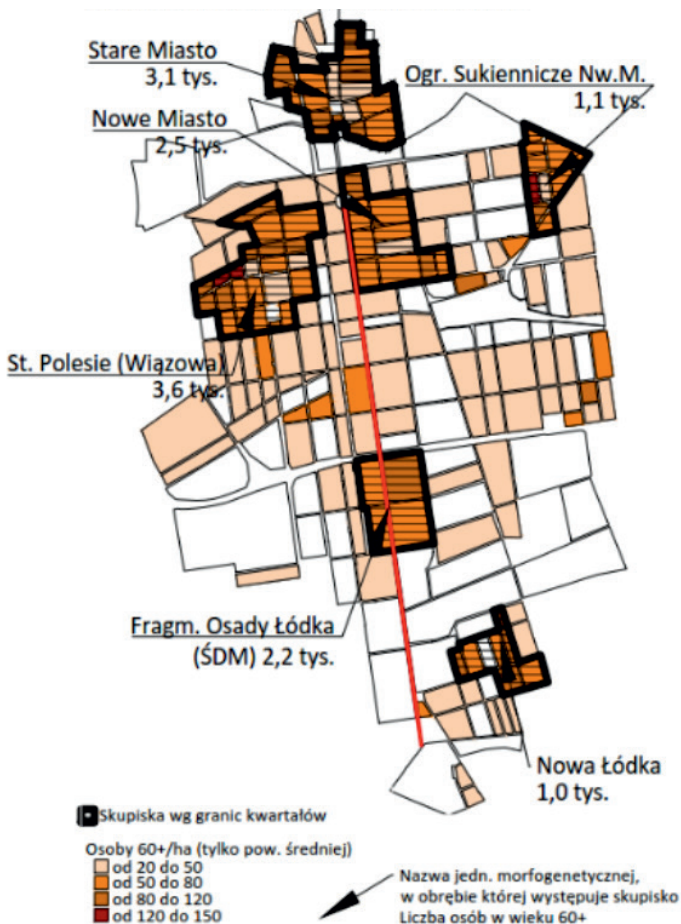 Stare Miasto
3,1 tys.
Ogr. Sukiennicze Nw.M.
1,1 tys.
Nowe Miasto
2,5 tys.
St. Polesie (Wiązowa)
3,6 tys.
Fragm. Osady Łódka
(ŚDM) 2,2 tys.
Nowa Łódka
1,0 tys.
Skupiska wg granic kwartałów
Osoby 60+/ha (tylko pow. średniej)
od 20 do 50
od 50 do 80
od 80 do 120
od 120 do 150
Nazwa jedn. morfogenetycznej,
w obrębie której występuje skupisko
Liczba osób w wieku 60+